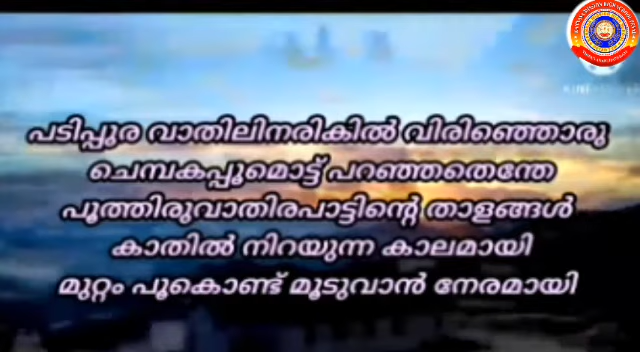 പടിപ്പുര വാതിലിനരികിൽ വിരിഞ്ഞൊരു
ചെമ്പകപ്പൂമൊട്ട് പറഞ്ഞതെന്തേ
പൂത്തിരുവാതിരപാട്ടിന്റെ താളങ്ങൾ
കാതിൽ നിറയുന്ന കാലമായി
മുറ്റം പൂകൊണ്ട് മൂടുവാൻ നേരമായി